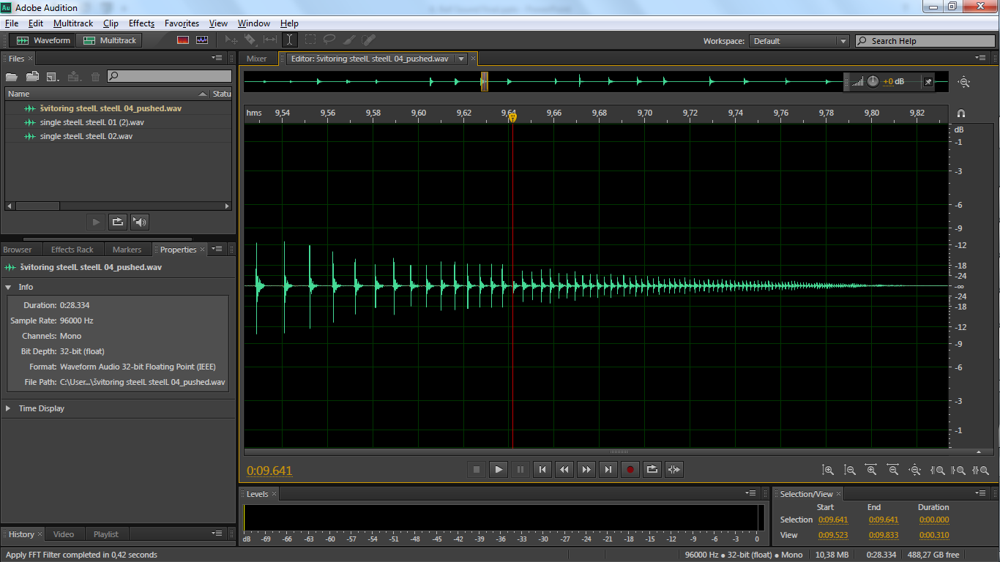 Au Adobe Audition
File Edit Multitrack Clip Effects Favorites View Window Help
Waveform Multitrack Workspace: Default Search Help
Files × Mixer Editor: švitoring steelL steelL 04_pushed.wav ×
+0 dB
Name Statu
švitoring steelL steelL 04_pushed.wav
single steelL steelL 01 (2).wav
single steelL steelL 02.wav
hms 9,54 9,56 9,58 9,60 9,62 9,64 9,66 9,68 9,70 9,72 9,74 9,76 9,78 9,80 9,82
dB
-1
-3
-6
-9
-12
-18
-24
-∞
-24
-18
-12
-9
-6
-3
-1
Browser Effects Rack Markers Properties ×
švitoring steelL steelL 04_pushed.wav
Info
Duration: 0:28.334
Sample Rate: 96000 Hz
Channels: Mono
Bit Depth: 32-bit (float)
Format: Waveform Audio 32-bit Floating Point (IEEE)
File Path: C:\User...\švitoring steelL steelL 04_pushed.wav
Time Display
0:09.641
Levels ×
dB -69 -66 -63 -60 -57 -54 -51 -48 -45 -42 -39 -36 -33 -30 -27 -24 -21 -18 -15 -12 -9 -6 -3 0
Selection/View ×
Start End Duration
Selection 0:09.641 0:09.641 0:00.000
View 0:09.523 0:09.833 0:00.310
History × Video Playlist
Apply FFT Filter completed in 0,42 seconds
96000 Hz ● 32-bit (float) ● Mono 10,38 MB 0:28.334 488,27 GB free